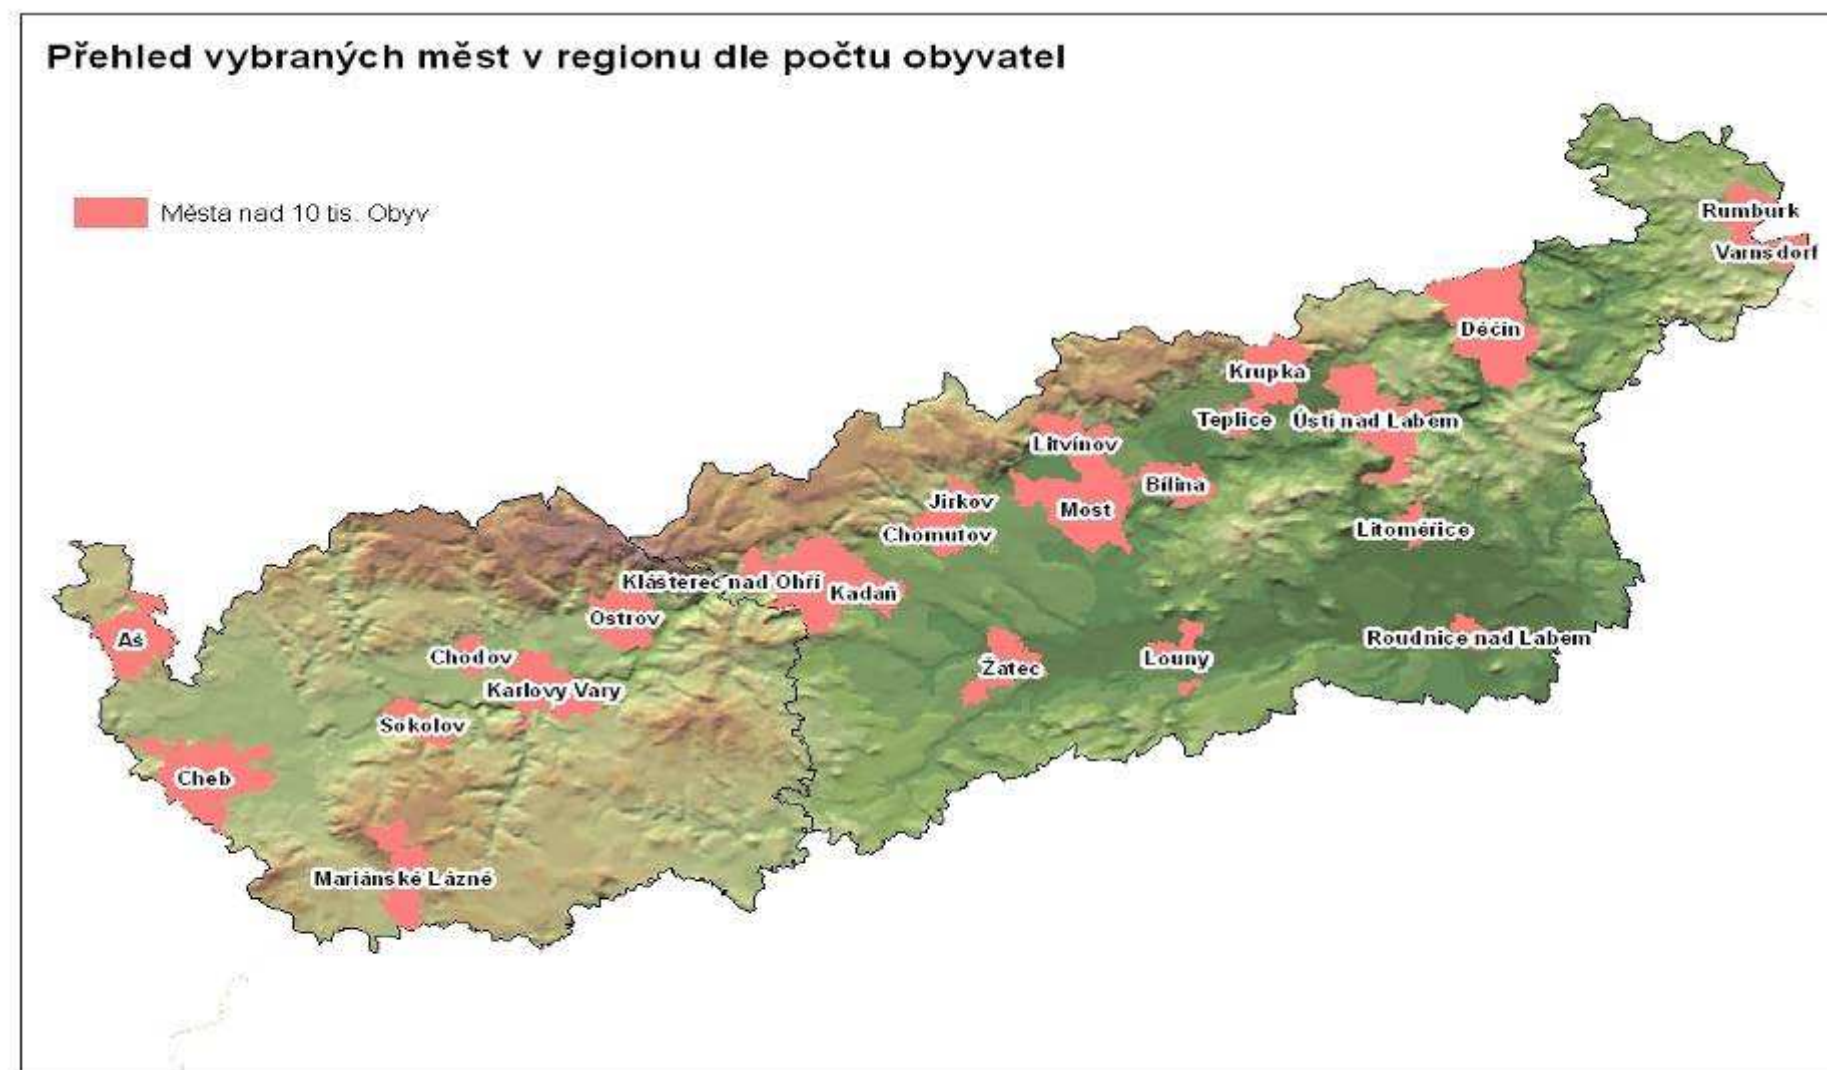 Přehled vybraných měst v regionu dle počtu obyvatel
Města nad 10 tis. Obyv
Rumburk
Varnsdorf
Děčín
Krupka
Teplice
Ústí nad Labem
Litvínov
Bílina
Jirkov
Most
Chomutov
Litoměřice
Klášterec nad Ohří
Kadaň
Ostrov
Aš
Roudnice nad Labem
Chodov
Louny
Žatec
Karlovy Vary
Sokolov
Cheb
Mariánské Lázně